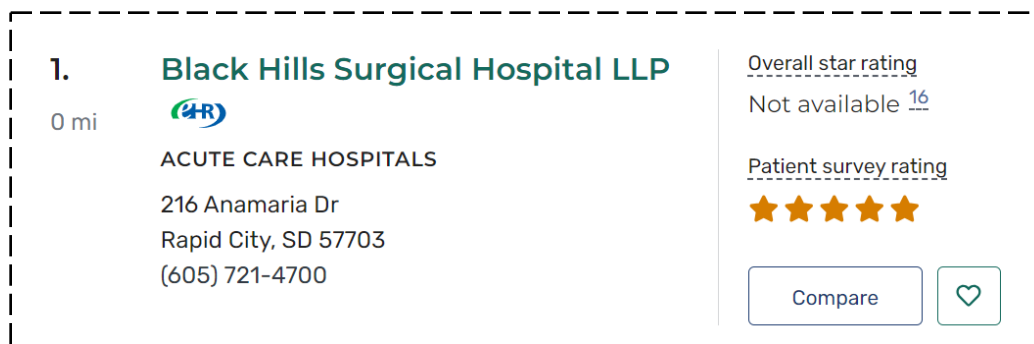 1.
0 mi
Black Hills Surgical Hospital LLP
eHR
ACUTE CARE HOSPITALS
216 Anamaria Dr
Rapid City, SD 57703
(605) 721-4700
Overall star rating
Not available 16
Patient survey rating
Compare